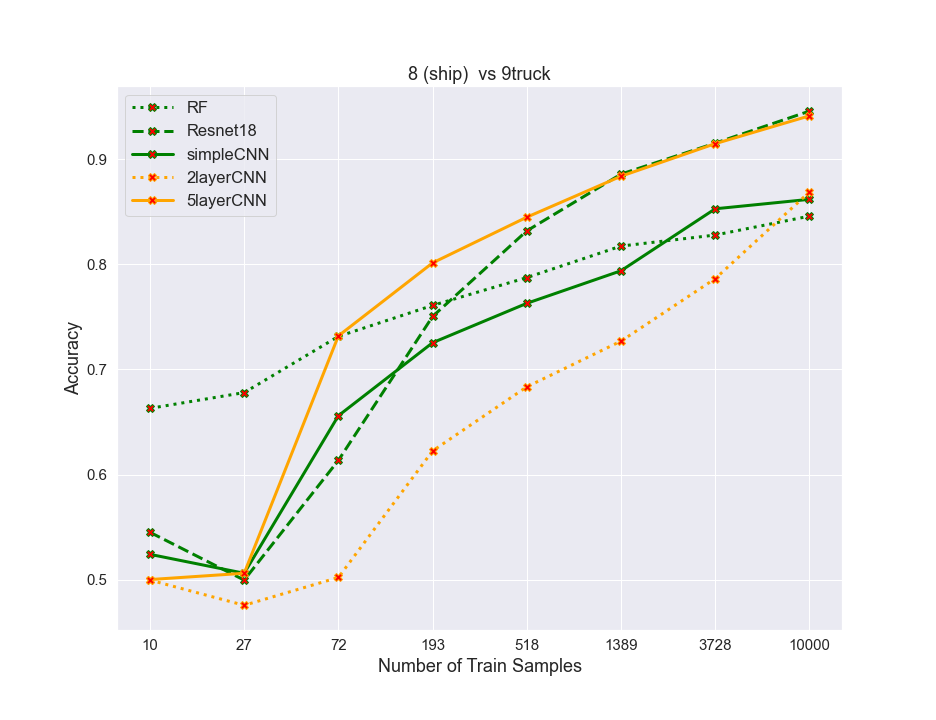 8 (ship)  vs 9truck
RF
Resnet18
simpleCNN
2layerCNN
5layerCNN
0.9
0.8
0.7
0.6
0.5
Accuracy
10 27 72 193 518 1389 3728 10000
Number of Train Samples